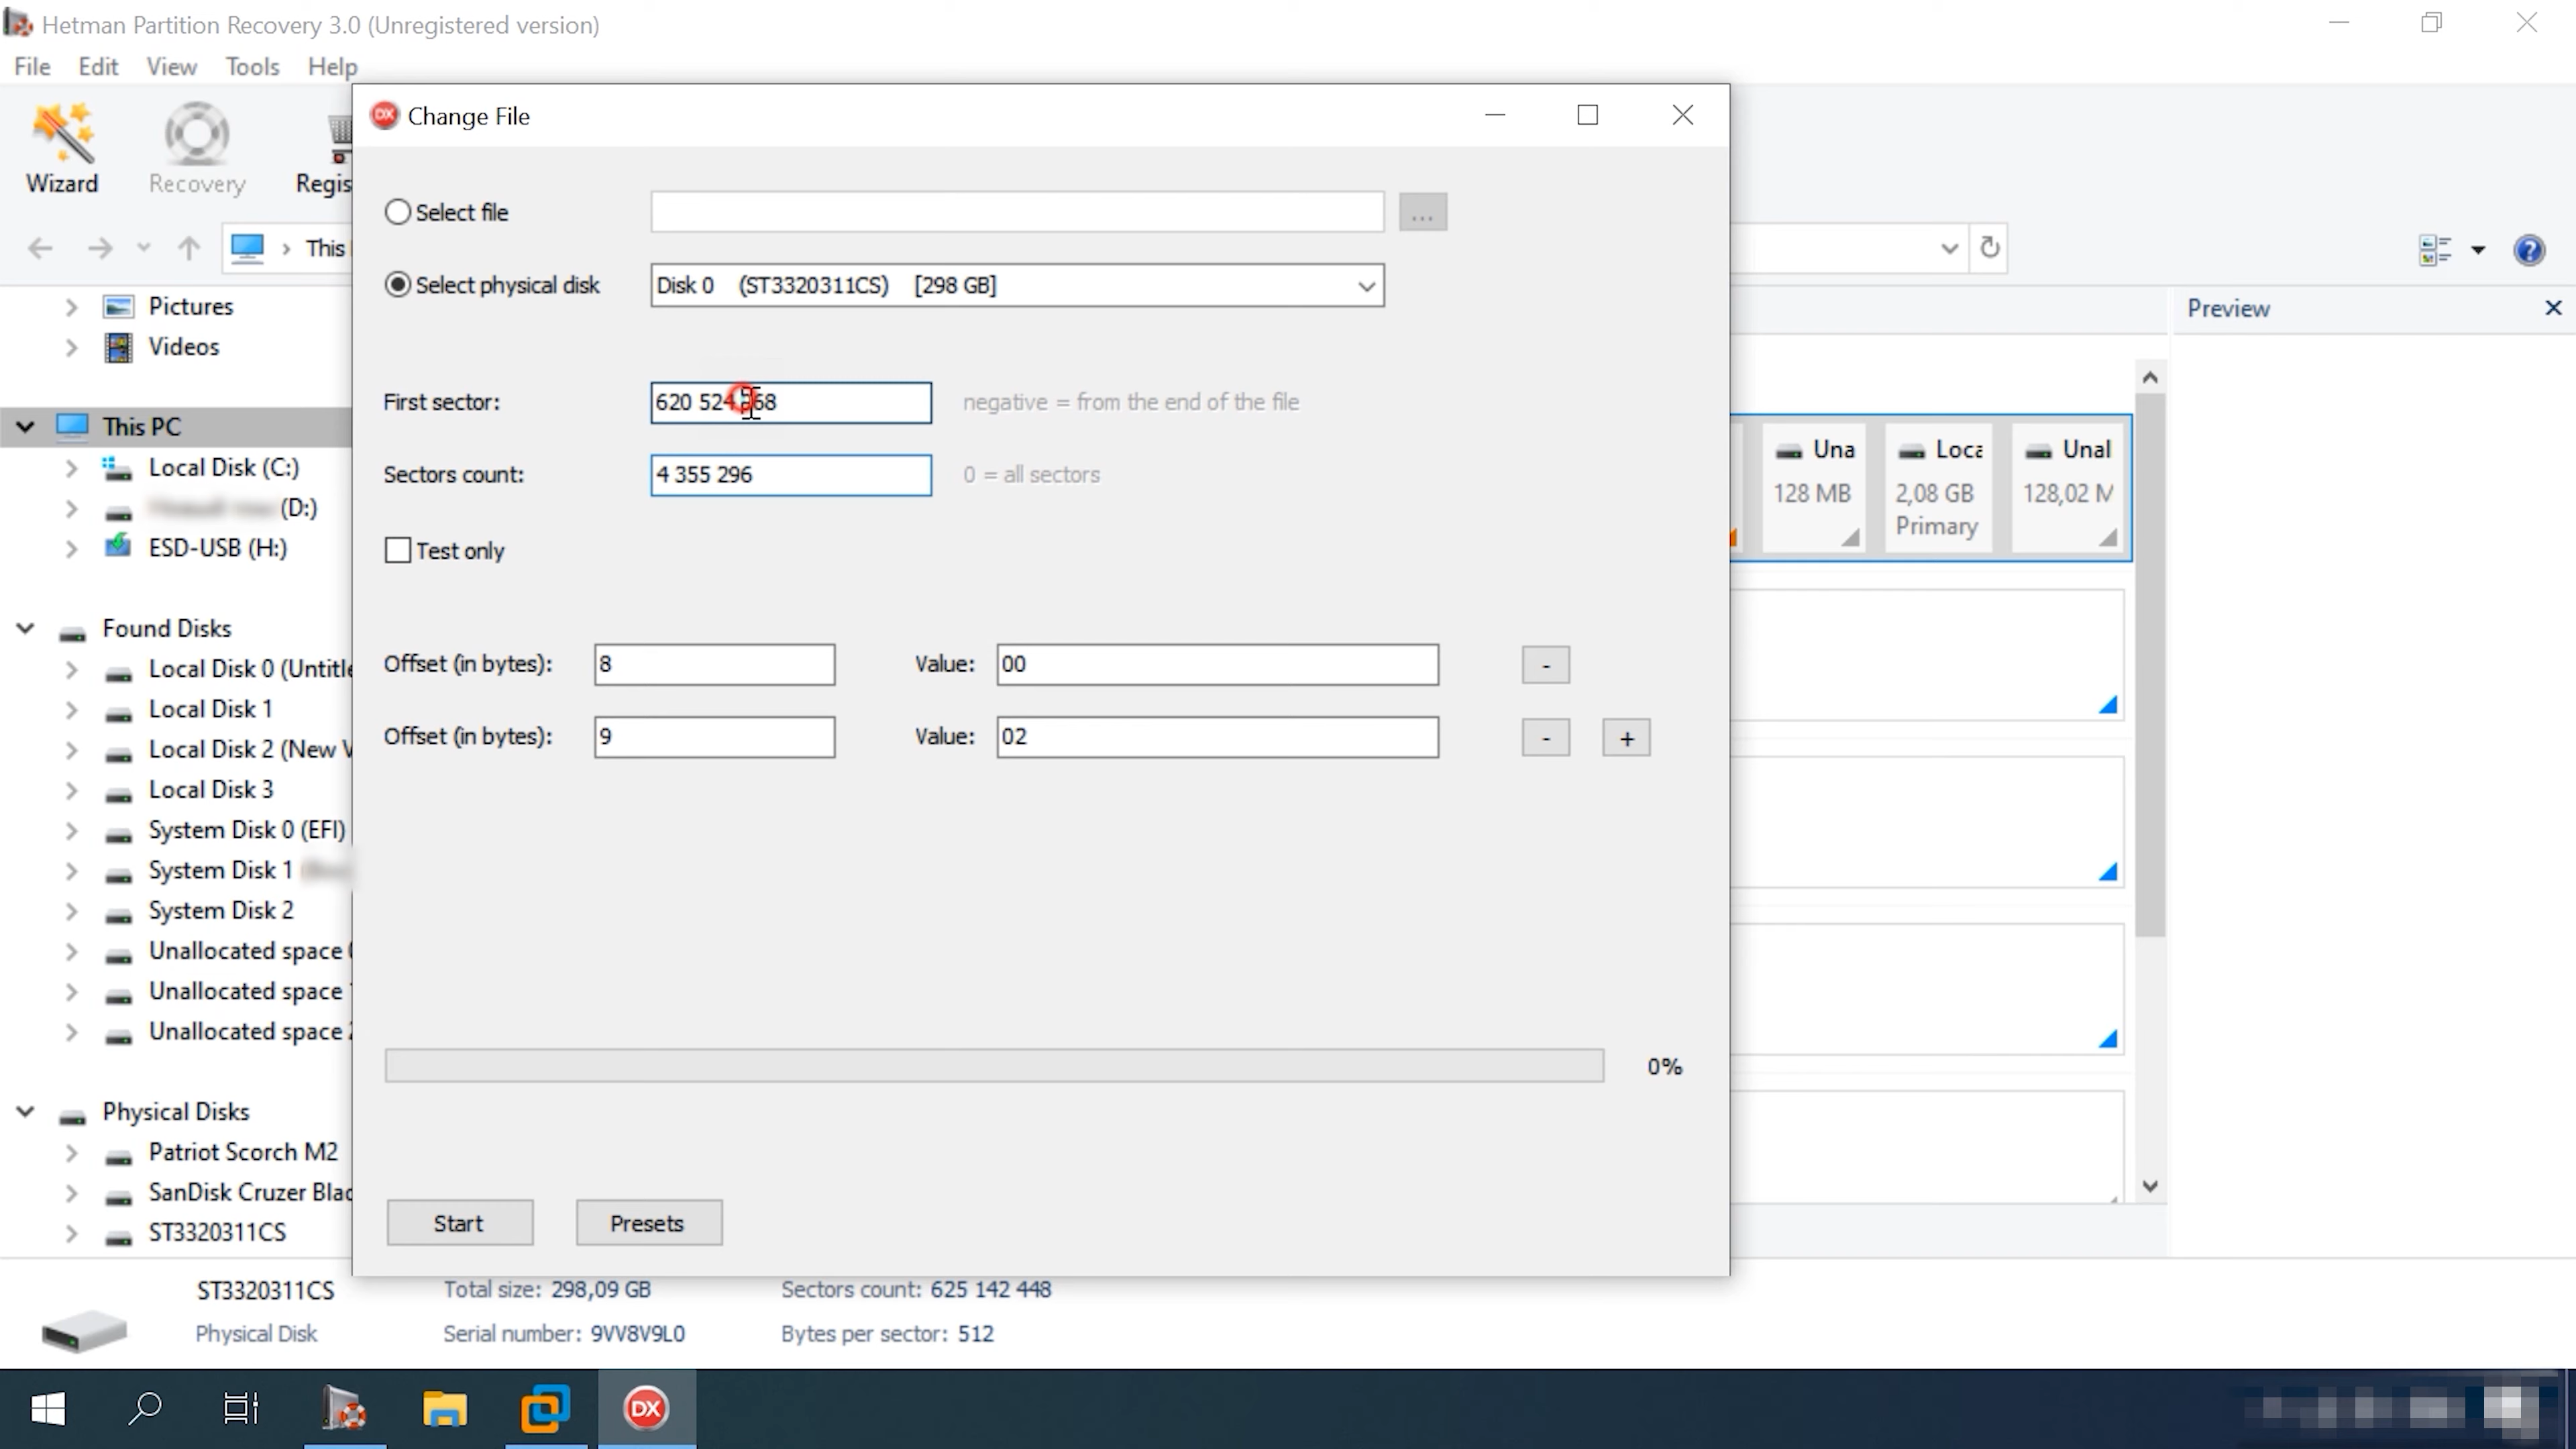 Hetman Partition Recovery 3.0 (Unregistered version)
File Edit View Tools Help
Wizard
Recovery
Regis
This
Pictures
Videos
This PC
Local Disk (C:)
(D:)
ESD-USB (H:)
Found Disks
Local Disk 0 (Untitle
Local Disk 1
Local Disk 2 (New V
Local Disk 3
System Disk 0 (EFI)
System Disk 1
System Disk 2
Unallocated space
Unallocated space
Unallocated space
Physical Disks
Patriot Scorch M2
SanDisk Cruzer Blad
ST3320311CS
DX Change File
Select file
...
Select physical disk
Disk 0 (ST3320311CS) [298 GB]
First sector:
620 524
negative = from the end of the file
Sectors count:
4 355 296
0 = all sectors
Test only
Offset (in bytes): 8 Value: 00 -
Offset (in bytes): 9 Value: 02 - +
0%
Start
Presets
Preview
Una
128 MB
Loca
2,08 GB
Primary
Unal
128,02 M
ST3320311CS
Total size: 298,09 GB
Sectors count: 625 142 448
Physical Disk
Serial number: 9VV8V9L0
Bytes per sector: 512
DX